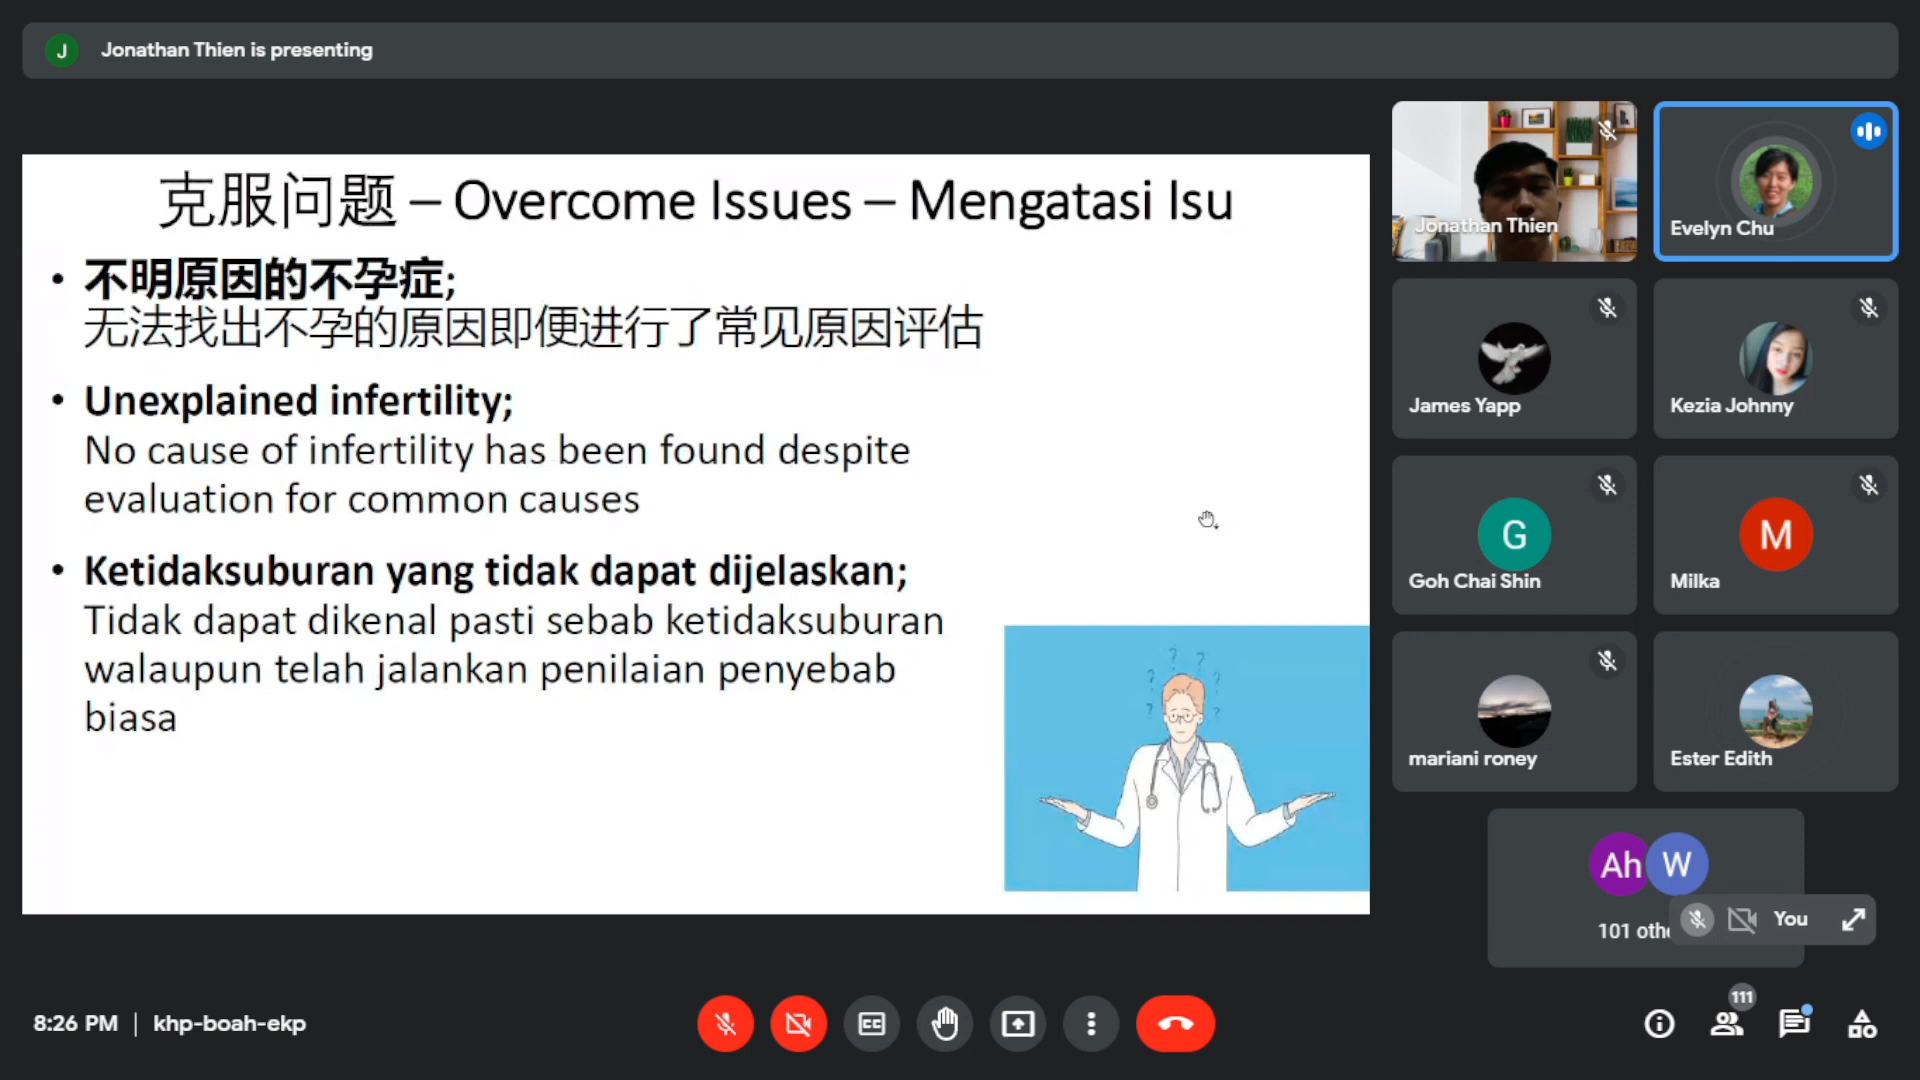 J Jonathan Thien is presenting
克服问题 – Overcome Issues – Mengatasi Isu
• 不明原因的不孕症;
无法找出不孕的原因即便进行了常见原因评估
• Unexplained infertility;
No cause of infertility has been found despite
evaluation for common causes
• Ketidaksuburan yang tidak dapat dijelaskan;
Tidak dapat dikenal pasti sebab ketidaksuburan
walaupun telah jalankan penilaian penyebab
biasa
? ? ? ? ? ?
Jonathan Thien
Evelyn Chu
James Yapp
Kezia Johnny
G
Goh Chai Shin
M
Milka
mariani roney
Ester Edith
Ah W
101 othe
You
8:26 PM | khp-boah-ekp
CC
111